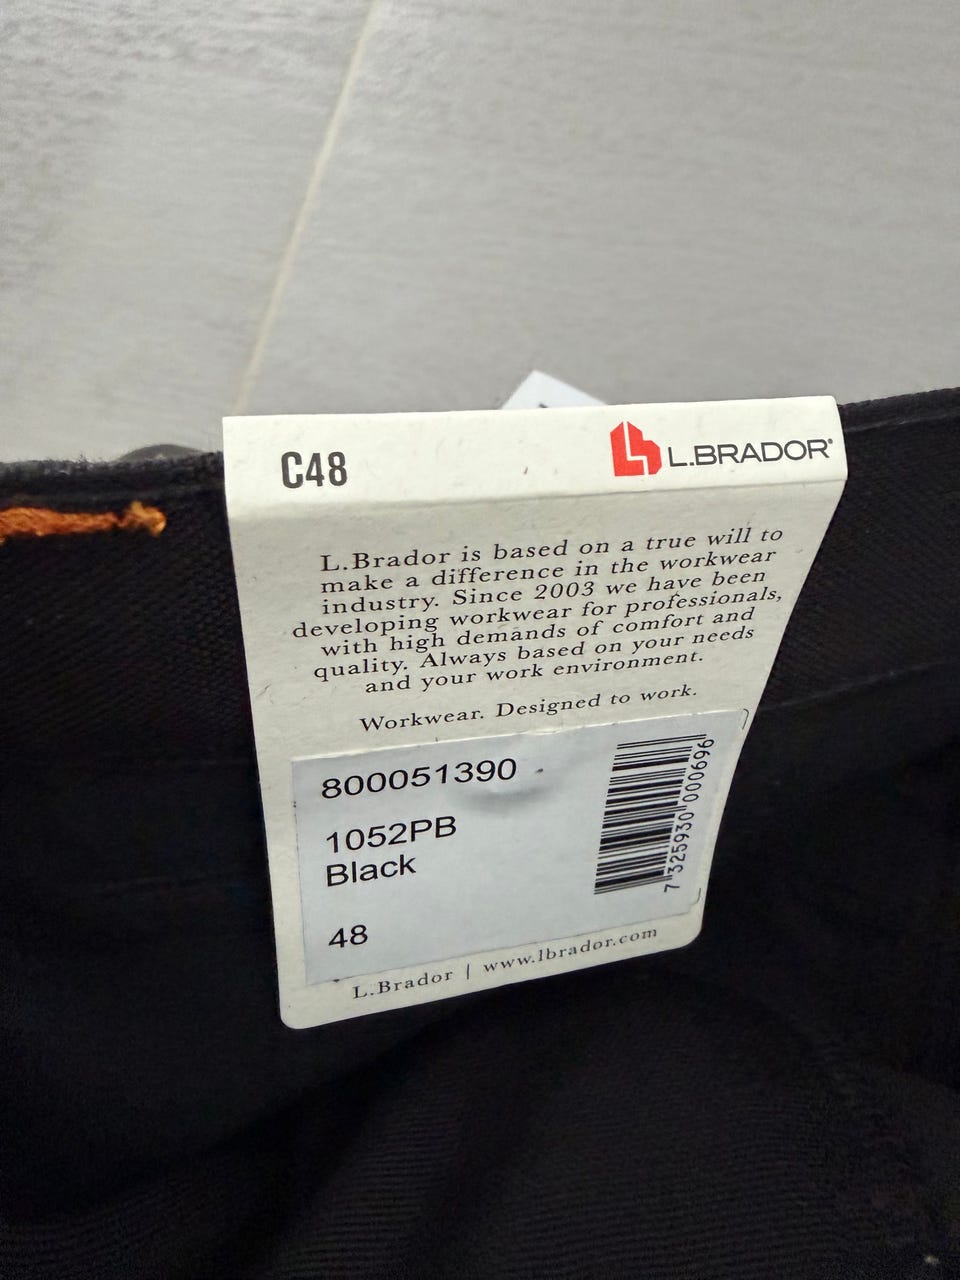 C48
L.BRADOR®
L.Brador is based on a true will to
make a difference in the workwear
industry. Since 2003 we have been
developing workwear for professionals,
with high demands of comfort and
quality. Always based on your needs
and your work environment.
Workwear. Designed to work.
800051390
1052PB
Black
48
7 325930 000696
L.Brador | www.lbrador.com